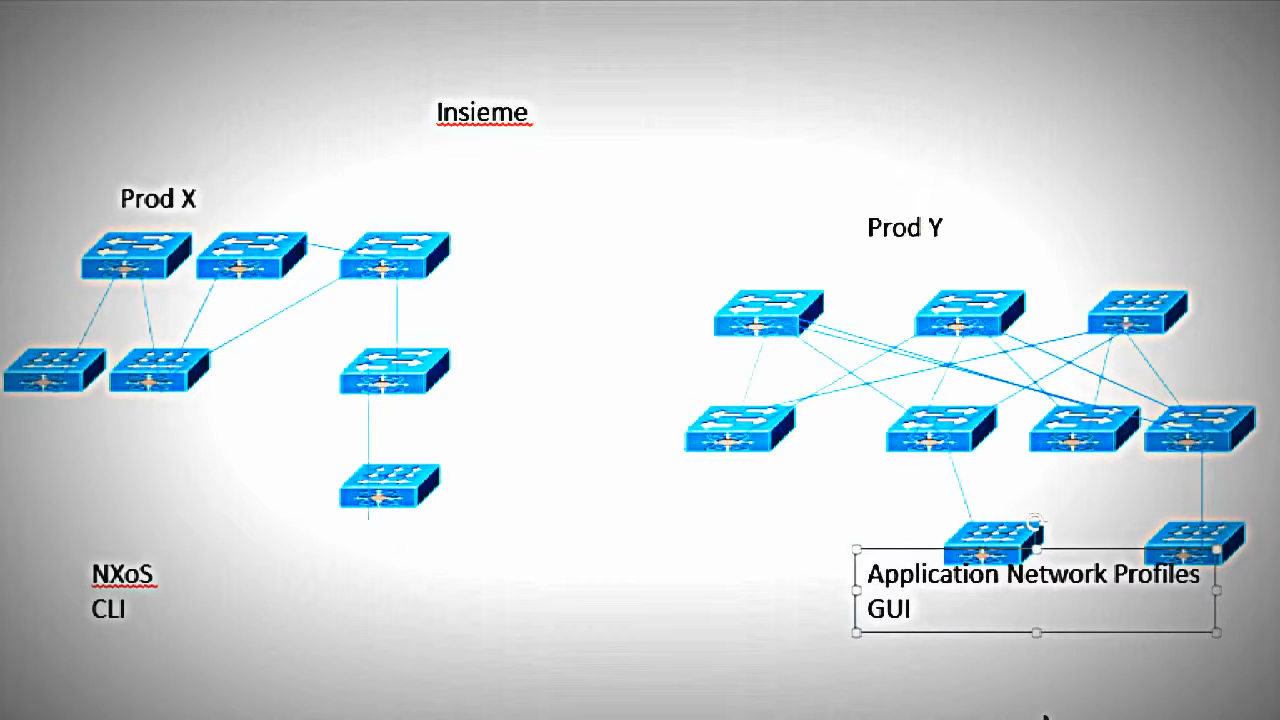 Insieme
Prod X
Prod Y
NXoS
CLI
Application Network Profiles
GUI